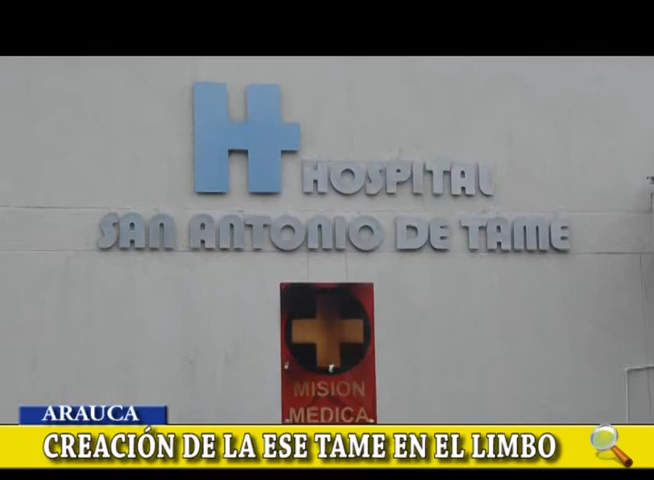 H
HOSPITAL
SAN ANTONIO DE TAME
MISION
MEDICA
ARAUCA
CREACIÓN DE LA ESE TAME EN EL LIMBO